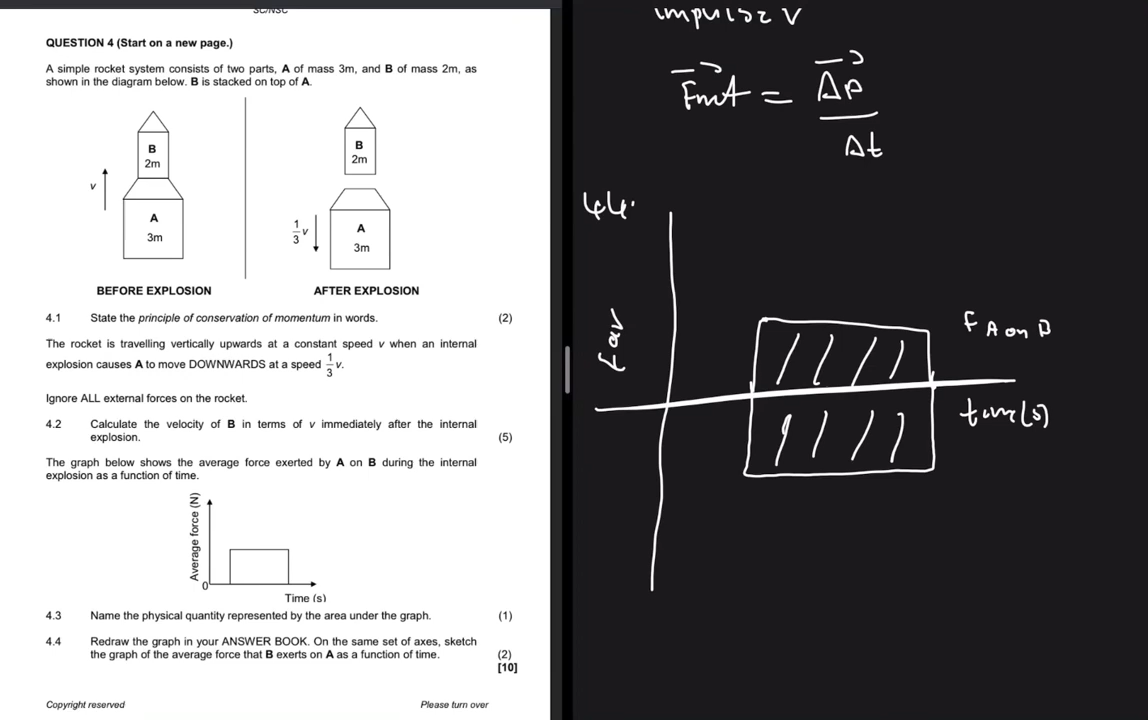 SC/NSC
QUESTION 4 (Start on a new page.)
A simple rocket system consists of two parts, A of mass 3m, and B of mass 2m, as
shown in the diagram below. B is stacked on top of A.
B
2m
v
A
3m
B
2m
1/3 v
A
3m
BEFORE EXPLOSION
AFTER EXPLOSION
4.1 State the principle of conservation of momentum in words. (2)
The rocket is travelling vertically upwards at a constant speed v when an internal
explosion causes A to move DOWNWARDS at a speed 1/3 v.
Ignore ALL external forces on the rocket.
4.2 Calculate the velocity of B in terms of v immediately after the internal
explosion. (5)
The graph below shows the average force exerted by A on B during the internal
explosion as a function of time.
Average force (N)
0
Time (s)
4.3 Name the physical quantity represented by the area under the graph. (1)
4.4 Redraw the graph in your ANSWER BOOK. On the same set of axes, sketch
the graph of the average force that B exerts on A as a function of time. (2)
[10]
Copyright reserved
Please turn over
impulse v
Fnet = Δp
Δt
44.
Fav
F A on B
time(s)